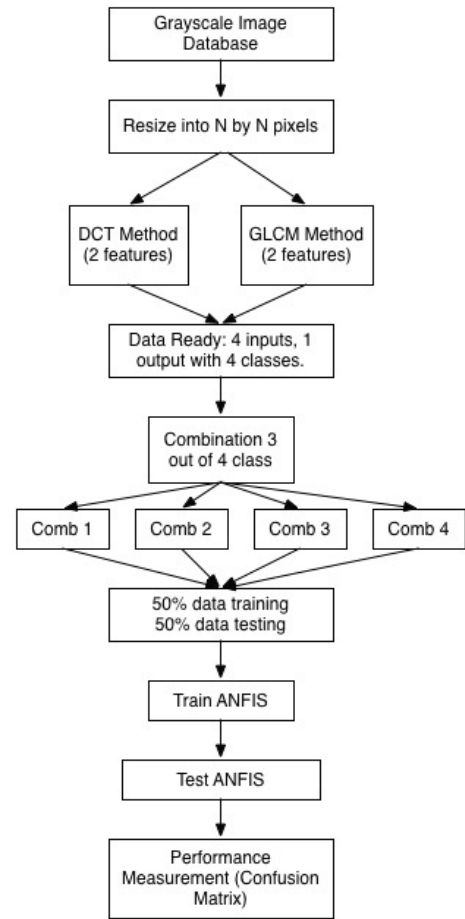 Grayscale Image
Database
Resize into N by N pixels
DCT Method
(2 features)
GLCM Method
(2 features)
Data Ready: 4 inputs, 1
output with 4 classes.
Combination 3
out of 4 class
Comb 1
Comb 2
Comb 3
Comb 4
50% data training
50% data testing
Train ANFIS
Test ANFIS
Performance
Measurement (Confusion
Matrix)